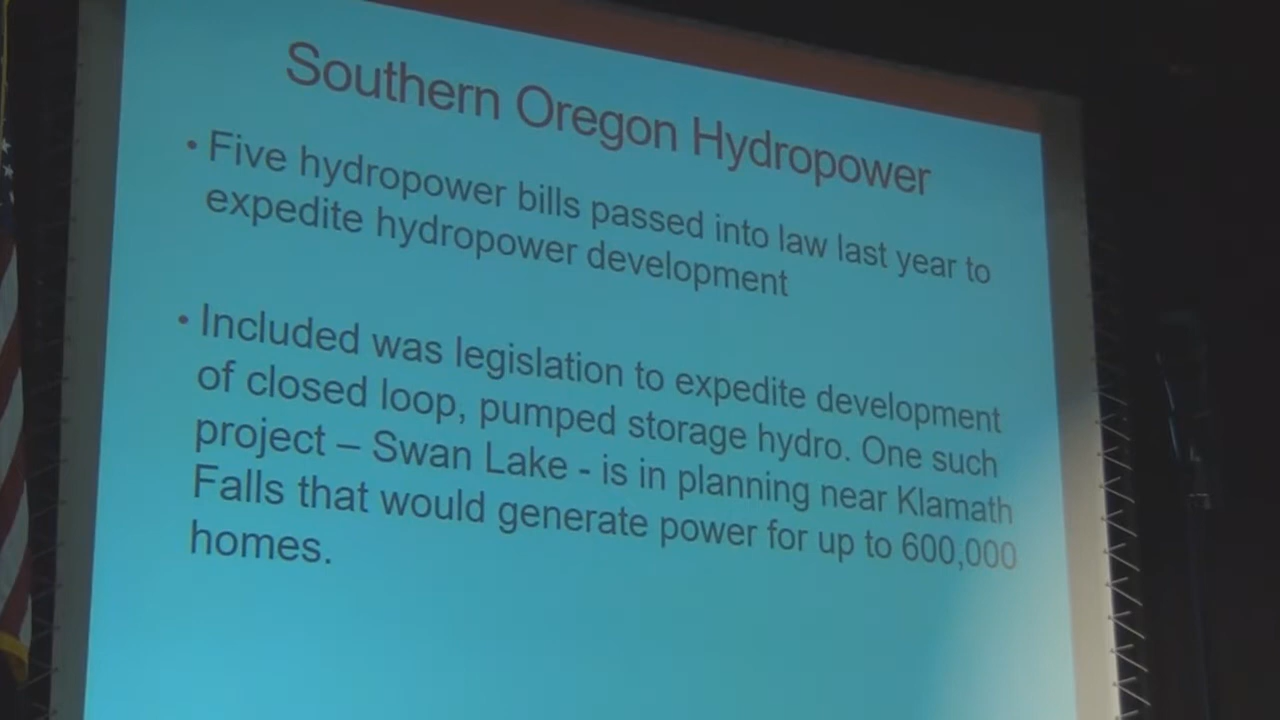 Southern Oregon Hydropower
• Five hydropower bills passed into law last year to
expedite hydropower development
• Included was legislation to expedite development
of closed loop, pumped storage hydro. One such
project – Swan Lake - is in planning near Klamath
Falls that would generate power for up to 600,000
homes.